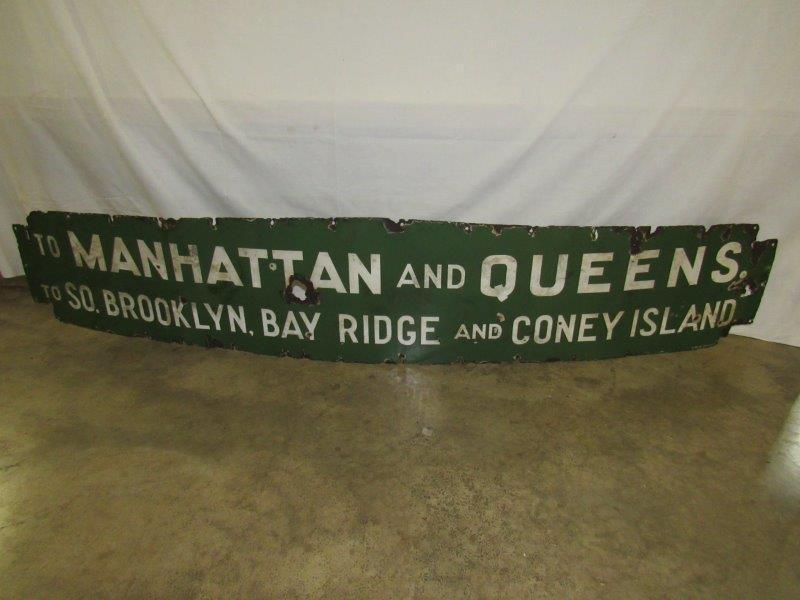 TO MANHATTAN AND QUEENS.
TO SO. BROOKLYN, BAY RIDGE AND CONEY ISLAND.